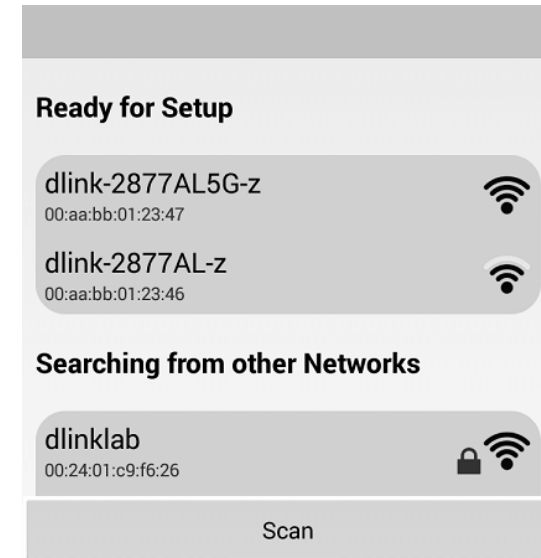 Ready for Setup
dlink-2877AL5G-z
00:aa:bb:01:23:47
dlink-2877AL-z
00:aa:bb:01:23:46
Searching from other Networks
dlinklab
00:24:01:c9:f6:26
Scan